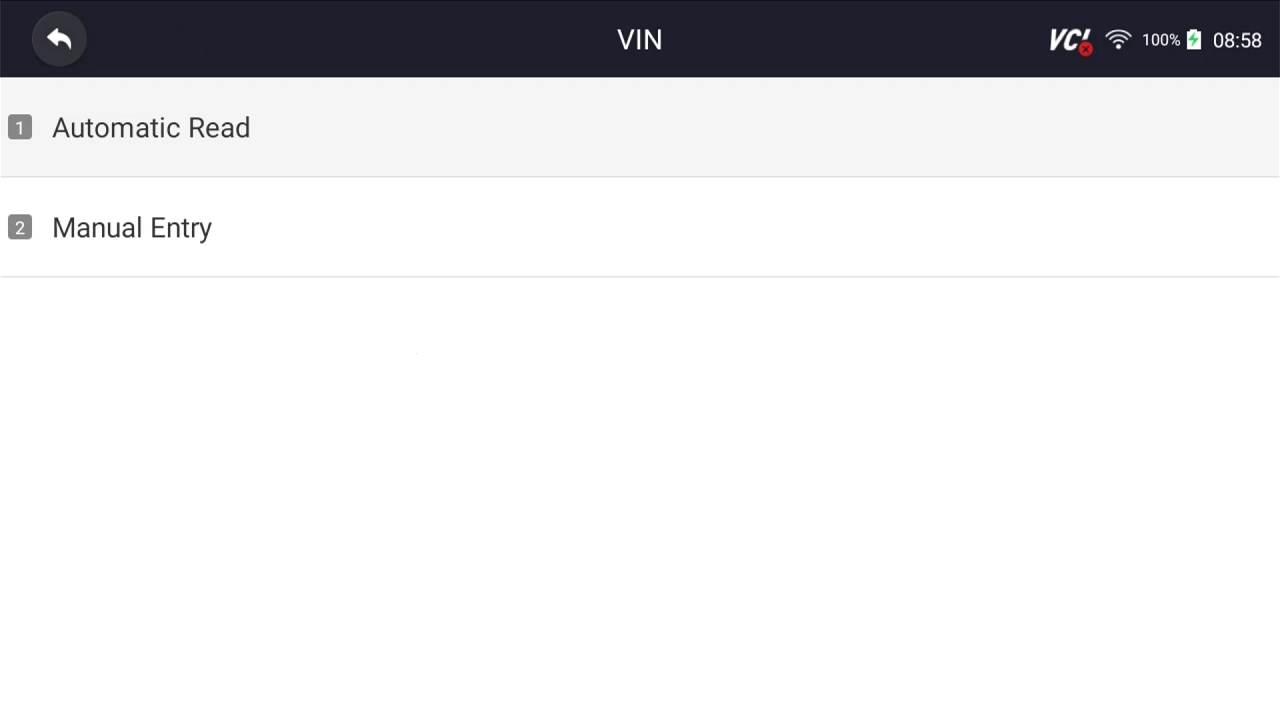 VIN
VCI
100%
08:58
1 Automatic Read
2 Manual Entry